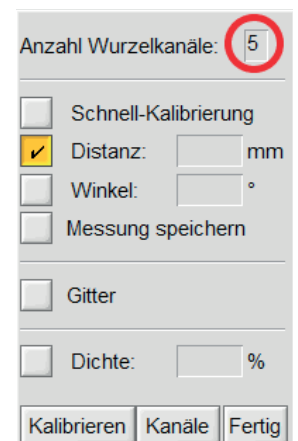 Anzahl Wurzelkanäle: 5
Schnell-Kalibrierung
Distanz: mm
Winkel: °
Messung speichern
Gitter
Dichte: %
Kalibrieren Kanäle Fertig